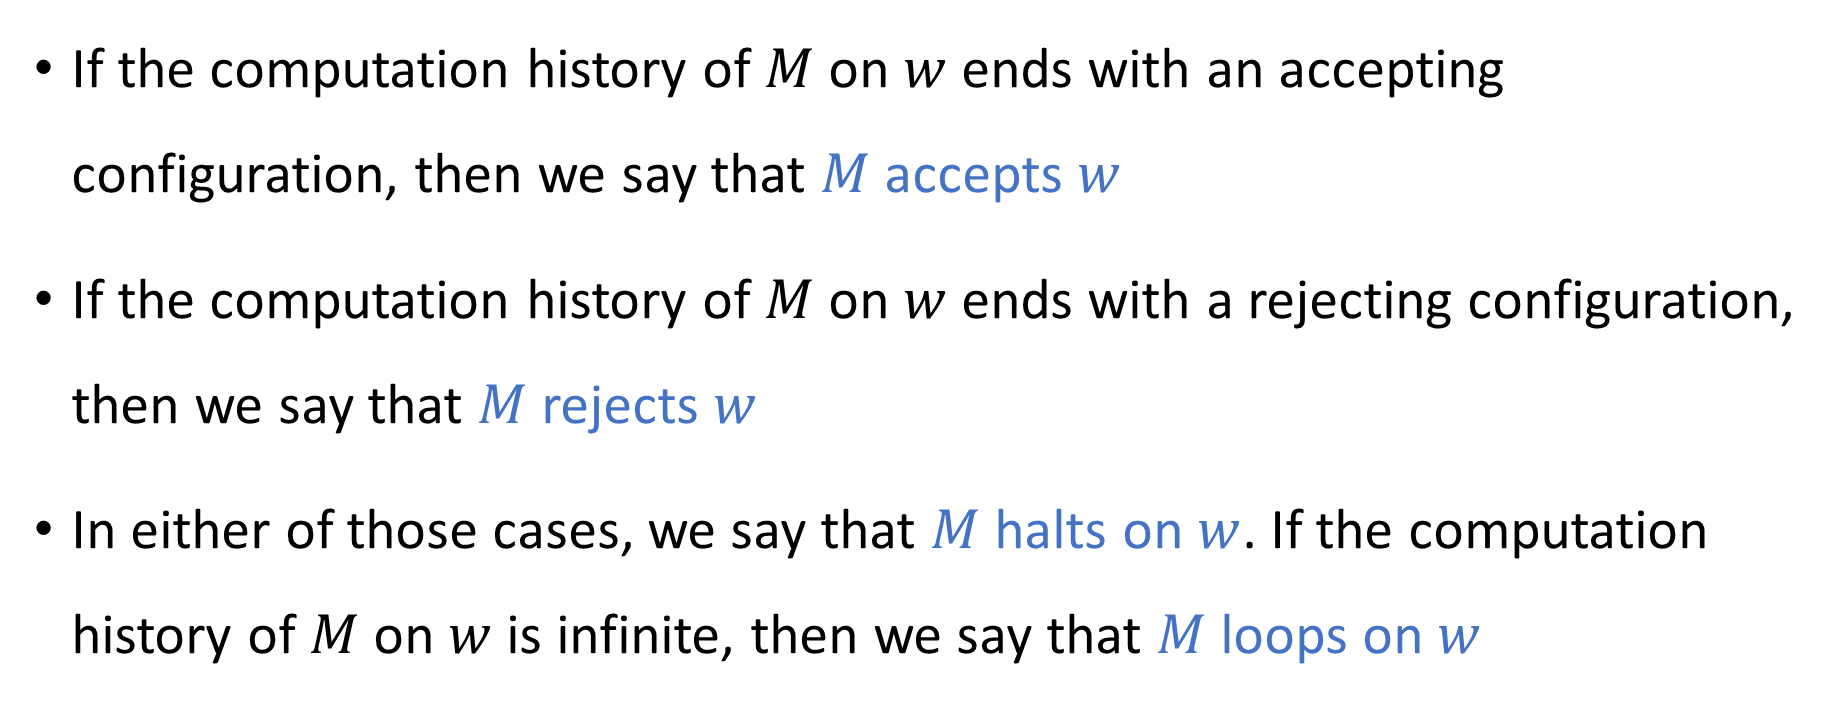 • If the computation history of M on w ends with an accepting
configuration, then we say that M accepts w
• If the computation history of M on w ends with a rejecting configuration,
then we say that M rejects w
• In either of those cases, we say that M halts on w. If the computation
history of M on w is infinite, then we say that M loops on w